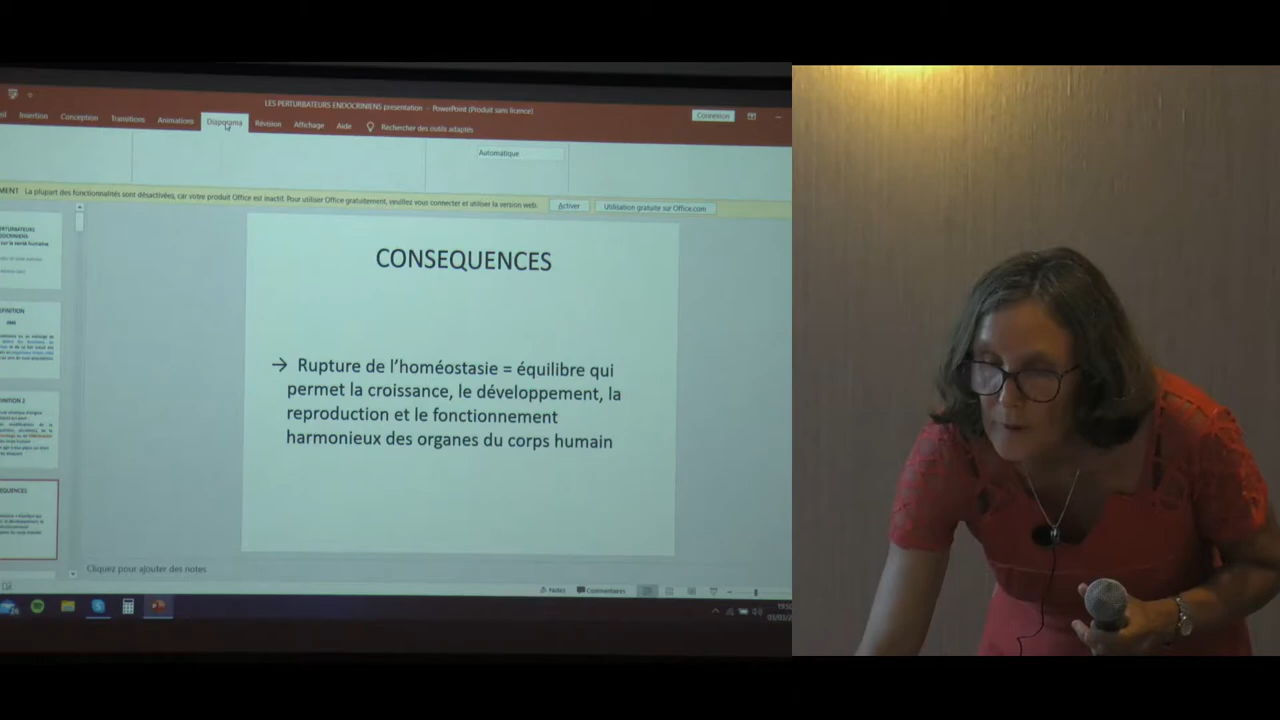 LES PERTURBATEURS ENDOCRINIENS présentation - PowerPoint (Produit sans licence)
Connexion
Insertion Conception Transitions Animations Diaporama Révision Affichage Aide Rechercher des outils adaptés
Automatique
MENT La plupart des fonctionnalités sont désactivées, car votre produit Office est inactif. Pour utiliser Office gratuitement, veuillez vous connecter et utiliser la version web.
Activer
Utilisation gratuite sur Office.com
CONSEQUENCES
→ Rupture de l'homéostasie = équilibre qui
permet la croissance, le développement, la
reproduction et le fonctionnement
harmonieux des organes du corps humain
Cliquez pour ajouter des notes
Notes
Commentaires